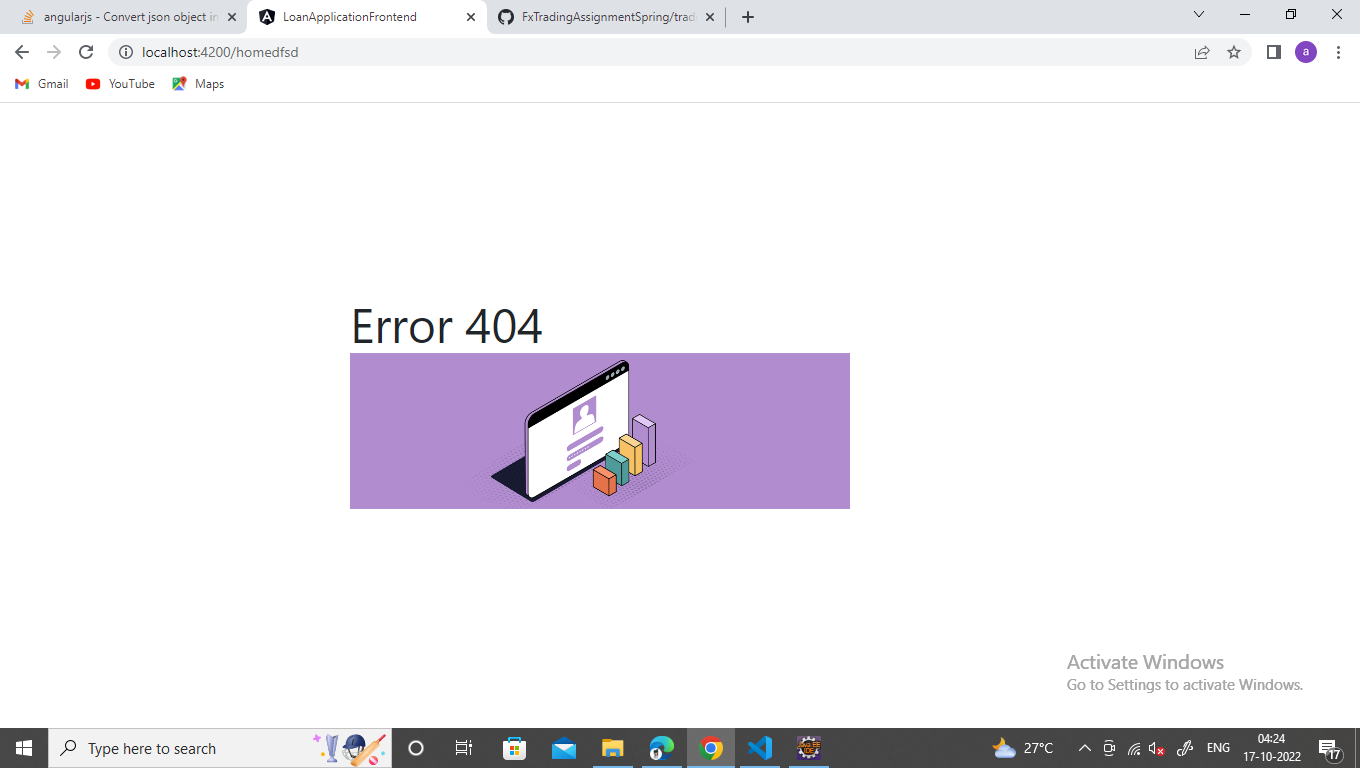 angularjs - Convert json object in
LoanApplicationFrontend
FxTradingAssignmentSpring/trad
localhost:4200/homedfsd
a
Gmail
YouTube
Maps
Error 404
Activate Windows
Go to Settings to activate Windows.
Type here to search
27°C
ENG
04:24
17-10-2022
17